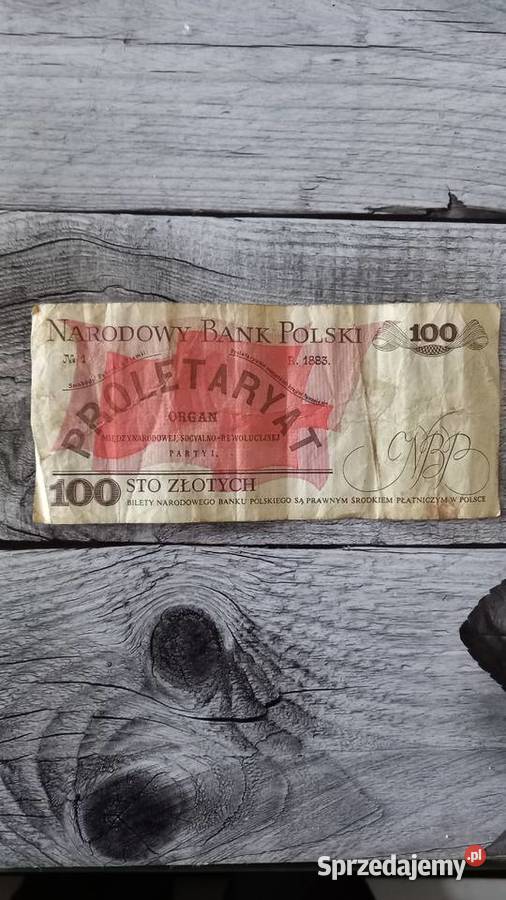 NARODOWY BANK POLSKI
100
№ 1
R. 1883.
PROLETARYAT
ORGAN
MIĘDZYNARODOWEJ SOCYALNO-REWOLUCYJNEJ
PARTYI,
NBP
100 STO ZŁOTYCH
BILETY NARODOWEGO BANKU POLSKIEGO SĄ PRAWNYM ŚRODKIEM PŁATNICZYM W POLSCE
Sprzedajemy.pl